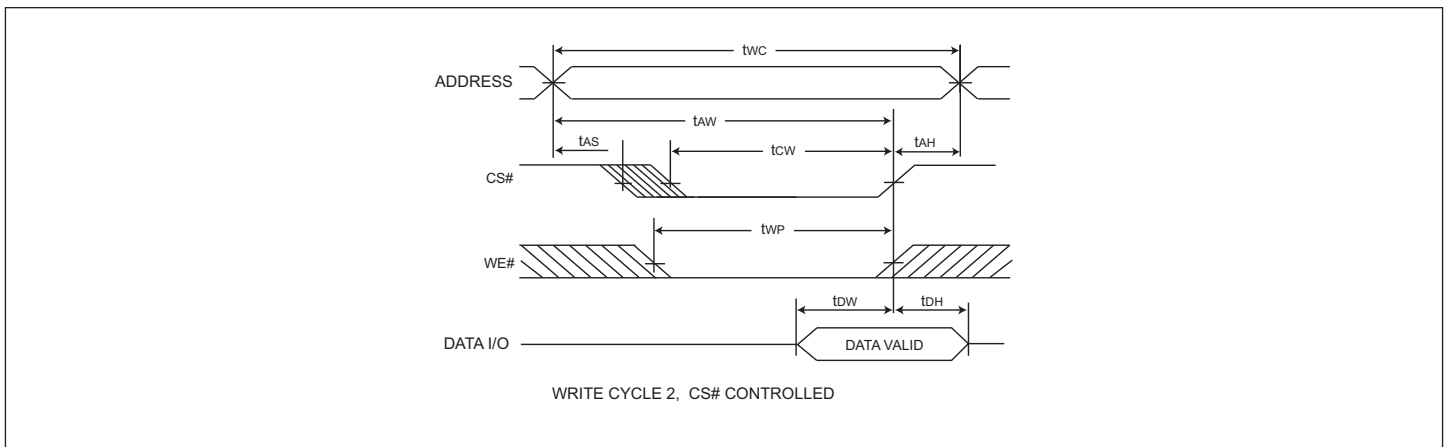 tWC
ADDRESS
tAW
tAS
tCW
tAH
CS#
tWP
WE#
tDW
tDH
DATA I/O
DATA VALID
WRITE CYCLE 2, CS# CONTROLLED